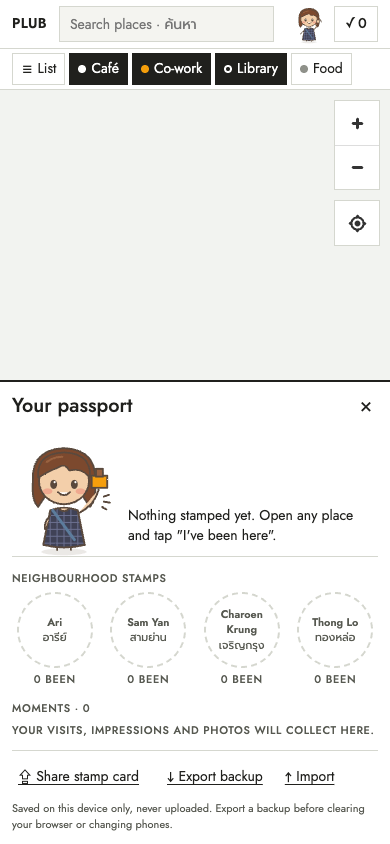 PLUB
Search places · ค้นหา
✓ 0
≡ List
Café
Co-work
Library
Food
+
−
Your passport
×
Nothing stamped yet. Open any place
and tap "I've been here".
NEIGHBOURHOOD STAMPS
Ari
อารีย์
0 BEEN
Sam Yan
สามย่าน
0 BEEN
Charoen
Krung
เจริญกรุง
0 BEEN
Thong Lo
ทองหล่อ
0 BEEN
MOMENTS · 0
YOUR VISITS, IMPRESSIONS AND PHOTOS WILL COLLECT HERE.
⇪ Share stamp card
↓ Export backup
↑ Import
Saved on this device only, never uploaded. Export a backup before clearing
your browser or changing phones.